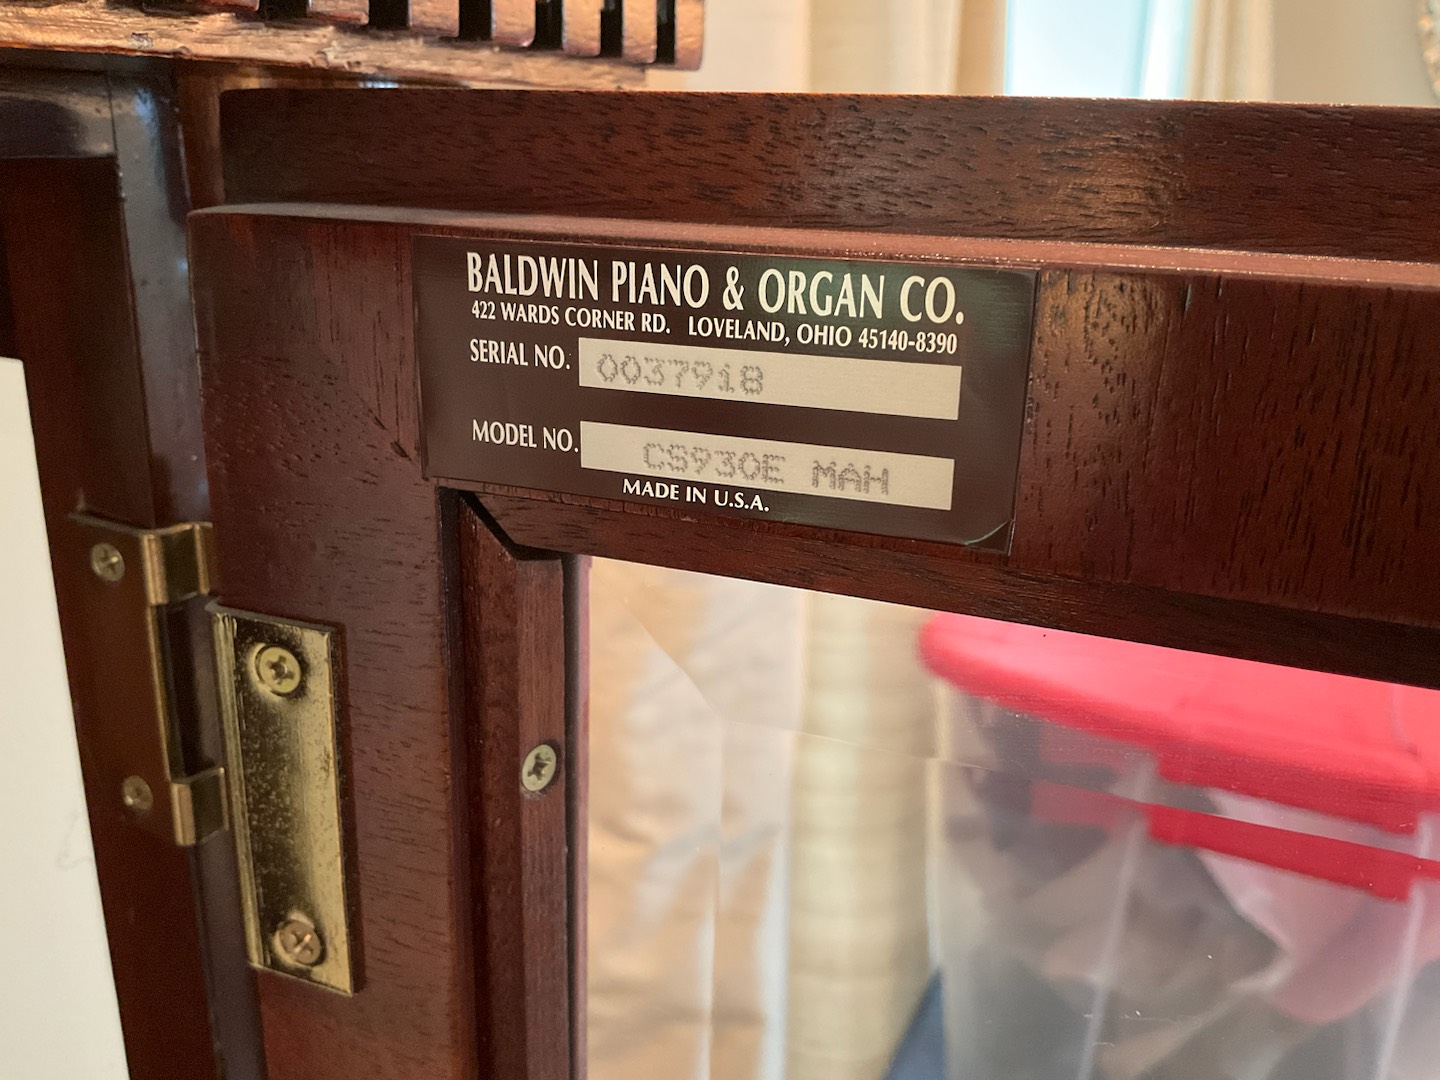 BALDWIN PIANO & ORGAN CO.
422 WARDS CORNER RD. LOVELAND, OHIO 45140-8390
SERIAL NO. 0037918
MODEL NO. CS930E MAH
MADE IN U.S.A.